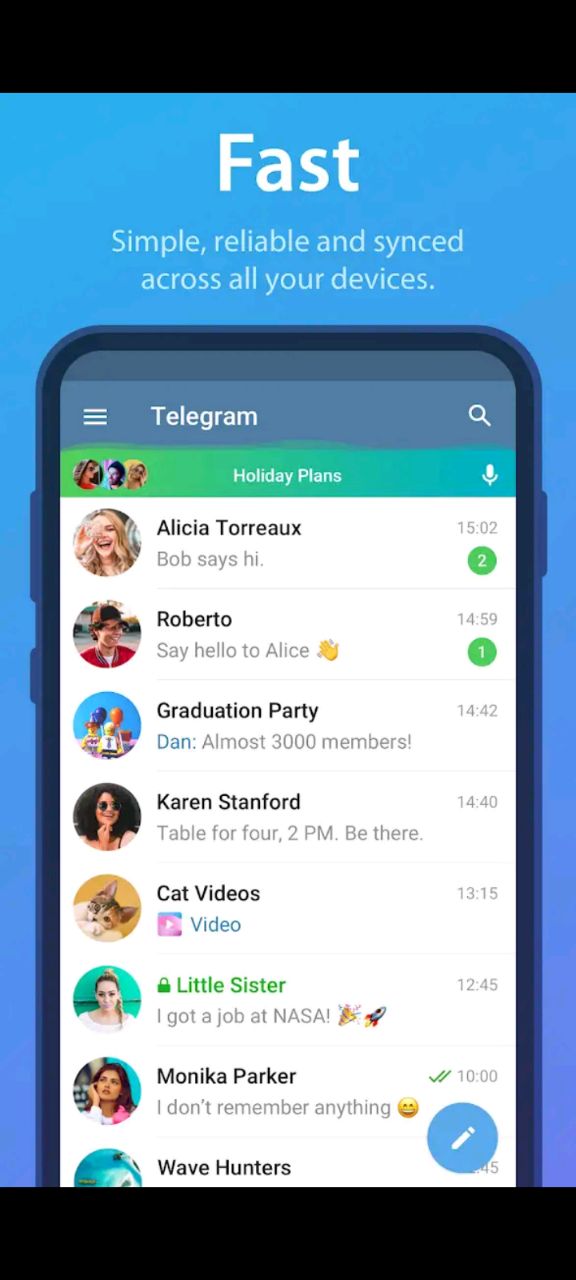 Fast
Simple, reliable and synced
across all your devices.
Telegram
Holiday Plans
Alicia Torreaux 15:02
Bob says hi. 2
Roberto 14:59
Say hello to Alice 👋 1
Graduation Party 14:42
Dan: Almost 3000 members!
Karen Stanford 14:40
Table for four, 2 PM. Be there.
Cat Videos 13:15
Video
Little Sister 12:45
I got a job at NASA! 🎉🚀
Monika Parker 10:00
I don’t remember anything 😄
Wave Hunters